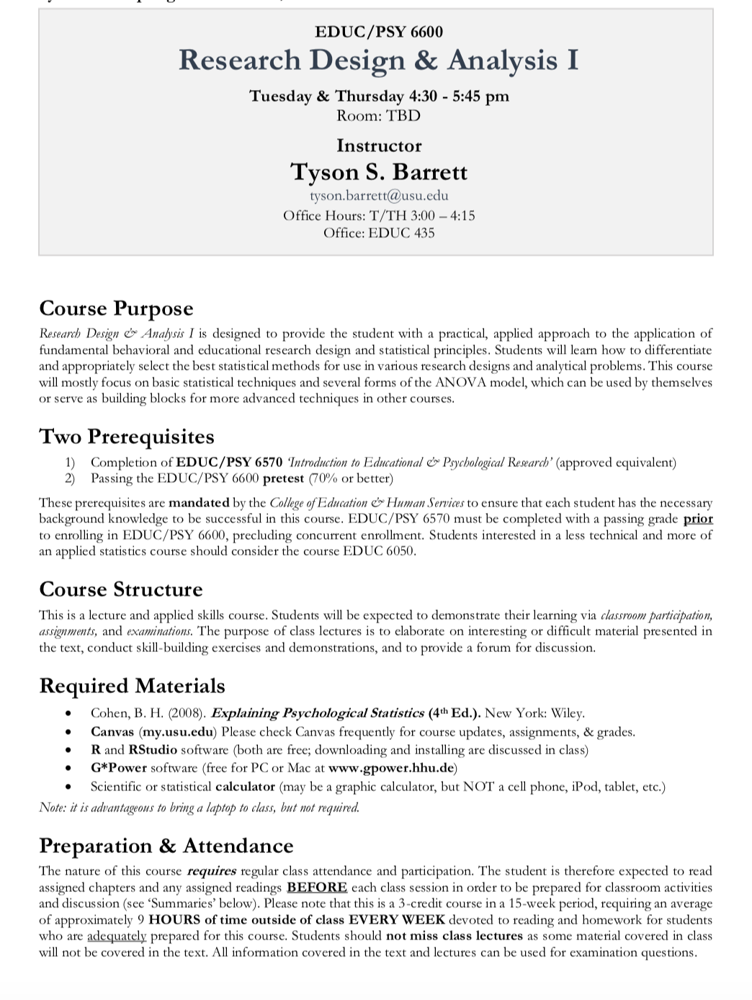 EDUC/PSY 6600
Research Design & Analysis I
Tuesday & Thursday 4:30 - 5:45 pm
Room: TBD
Instructor
Tyson S. Barrett
tyson.barrett@usu.edu
Office Hours: T/TH 3:00 – 4:15
Office: EDUC 435
Course Purpose
Research Design & Analysis I is designed to provide the student with a practical, applied approach to the application of
fundamental behavioral and educational research design and statistical principles. Students will learn how to differentiate
and appropriately select the best statistical methods for use in various research designs and analytical problems. This course
will mostly focus on basic statistical techniques and several forms of the ANOVA model, which can be used by themselves
or serve as building blocks for more advanced techniques in other courses.
Two Prerequisites
1) Completion of EDUC/PSY 6570 'Introduction to Educational & Psychological Research' (approved equivalent)
2) Passing the EDUC/PSY 6600 pretest (70% or better)
These prerequisites are mandated by the College of Education & Human Services to ensure that each student has the necessary
background knowledge to be successful in this course. EDUC/PSY 6570 must be completed with a passing grade prior
to enrolling in EDUC/PSY 6600, precluding concurrent enrollment. Students interested in a less technical and more of
an applied statistics course should consider the course EDUC 6050.
Course Structure
This is a lecture and applied skills course. Students will be expected to demonstrate their learning via classroom participation,
assignments, and examinations. The purpose of class lectures is to elaborate on interesting or difficult material presented in
the text, conduct skill-building exercises and demonstrations, and to provide a forum for discussion.
Required Materials
• Cohen, B. H. (2008). Explaining Psychological Statistics (4th Ed.). New York: Wiley.
• Canvas (my.usu.edu) Please check Canvas frequently for course updates, assignments, & grades.
• R and RStudio software (both are free; downloading and installing are discussed in class)
• G*Power software (free for PC or Mac at www.gpower.hhu.de)
• Scientific or statistical calculator (may be a graphic calculator, but NOT a cell phone, iPod, tablet, etc.)
Note: it is advantageous to bring a laptop to class, but not required.
Preparation & Attendance
The nature of this course requires regular class attendance and participation. The student is therefore expected to read
assigned chapters and any assigned readings BEFORE each class session in order to be prepared for classroom activities
and discussion (see 'Summaries' below). Please note that this is a 3-credit course in a 15-week period, requiring an average
of approximately 9 HOURS of time outside of class EVERY WEEK devoted to reading and homework for students
who are adequately prepared for this course. Students should not miss class lectures as some material covered in class
will not be covered in the text. All information covered in the text and lectures can be used for examination questions.